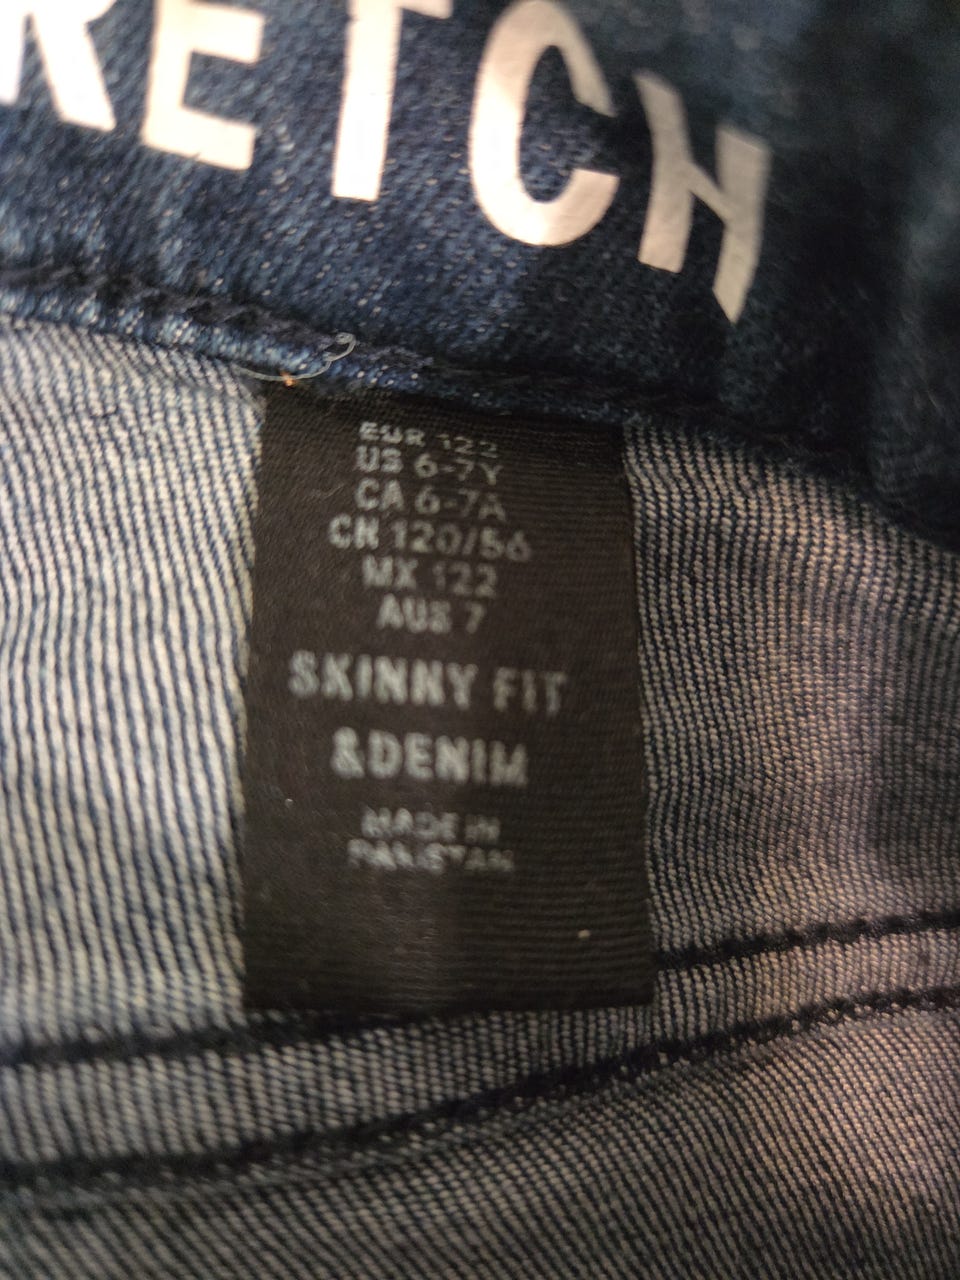 RETCH
EUR 122
US 6-7Y
CA 6-7A
CN 120/56
MX 122
AUS 7
SKINNY FIT
&DENIM
MADE IN
PAKISTAN